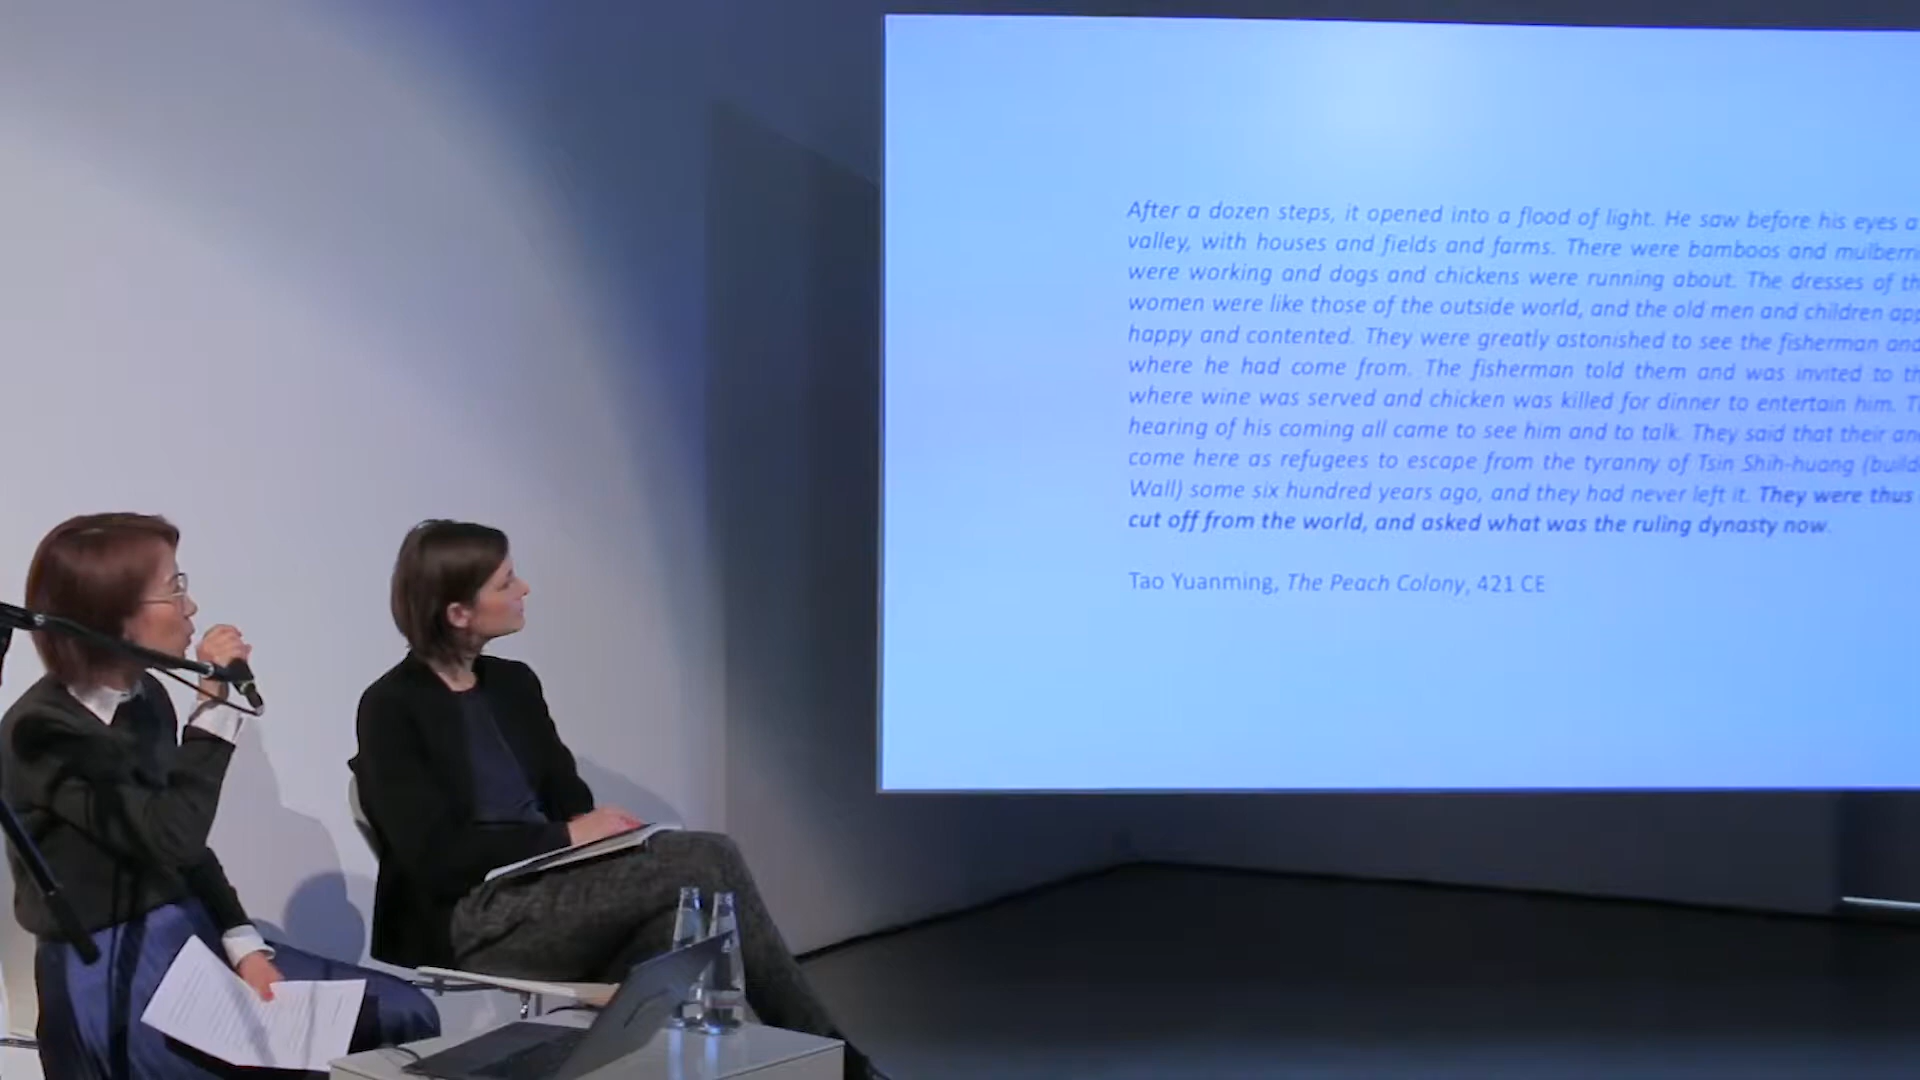 After a dozen steps, it opened into a flood of light. He saw before his eyes a
valley, with houses and fields and farms. There were bamboos and
were working and dogs and chickens were running about. The dresses of
women were like those of the outside world, and the old men and children
happy and contented. They were greatly astonished to see the fisherman
where he had come from. The fisherman told them and was invited to
where wine was served and chicken was killed for dinner to entertain him.
hearing of his coming all came to see him and to talk. They said that their
come here as refugees to escape from the tyranny of Tsin Shih-huang
Wall) some six hundred years ago, and they had never left it. They were thus
cut off from the world, and asked what was the ruling dynasty now.
Tao Yuanming, The Peach Colony, 421 CE